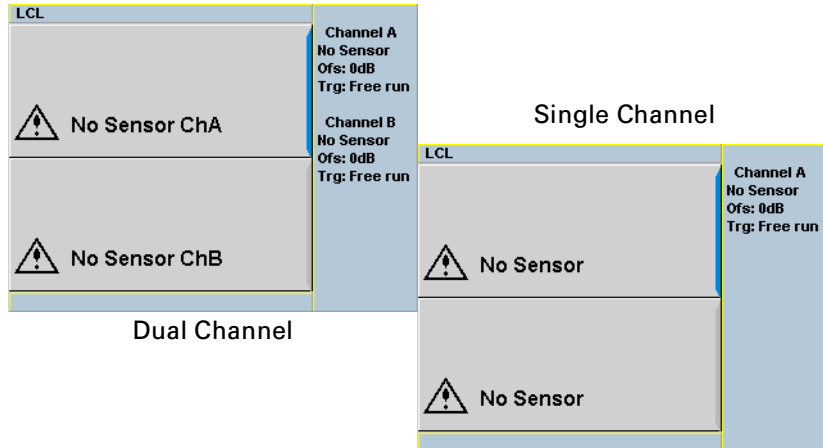 LCL
No Sensor ChA
No Sensor ChB
Channel A
No Sensor
Ofs: 0dB
Trg: Free run
Channel B
No Sensor
Ofs: 0dB
Trg: Free run
Dual Channel
Single Channel
LCL
No Sensor
No Sensor
Channel A
No Sensor
Ofs: 0dB
Trg: Free run